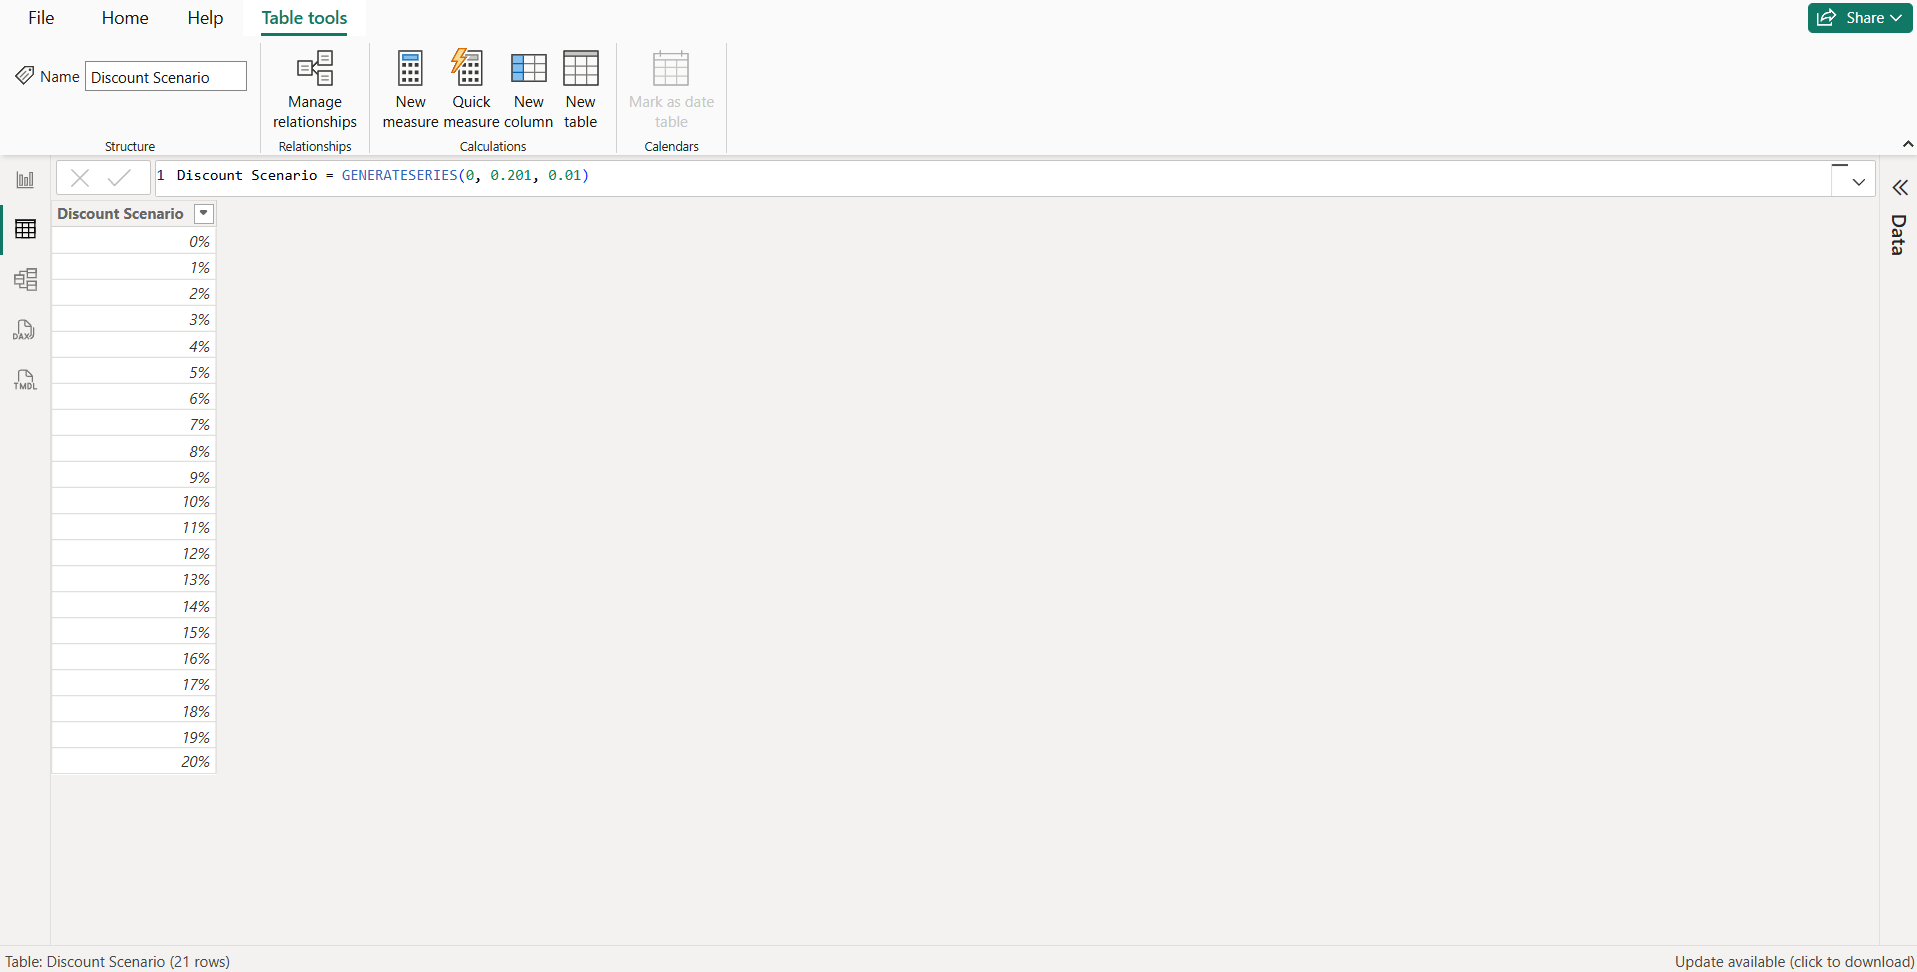 File Home Help Table tools Share
Name Discount Scenario
Manage relationships
New measure
Quick measure
New column
New table
Mark as date table
Structure
Relationships
Calculations
Calendars
1 Discount Scenario = GENERATESERIES(0, 0.201, 0.01)
Data
DAX
TMDL
Discount Scenario
0%
1%
2%
3%
4%
5%
6%
7%
8%
9%
10%
11%
12%
13%
14%
15%
16%
17%
18%
19%
20%
Table: Discount Scenario (21 rows)
Update available (click to download)